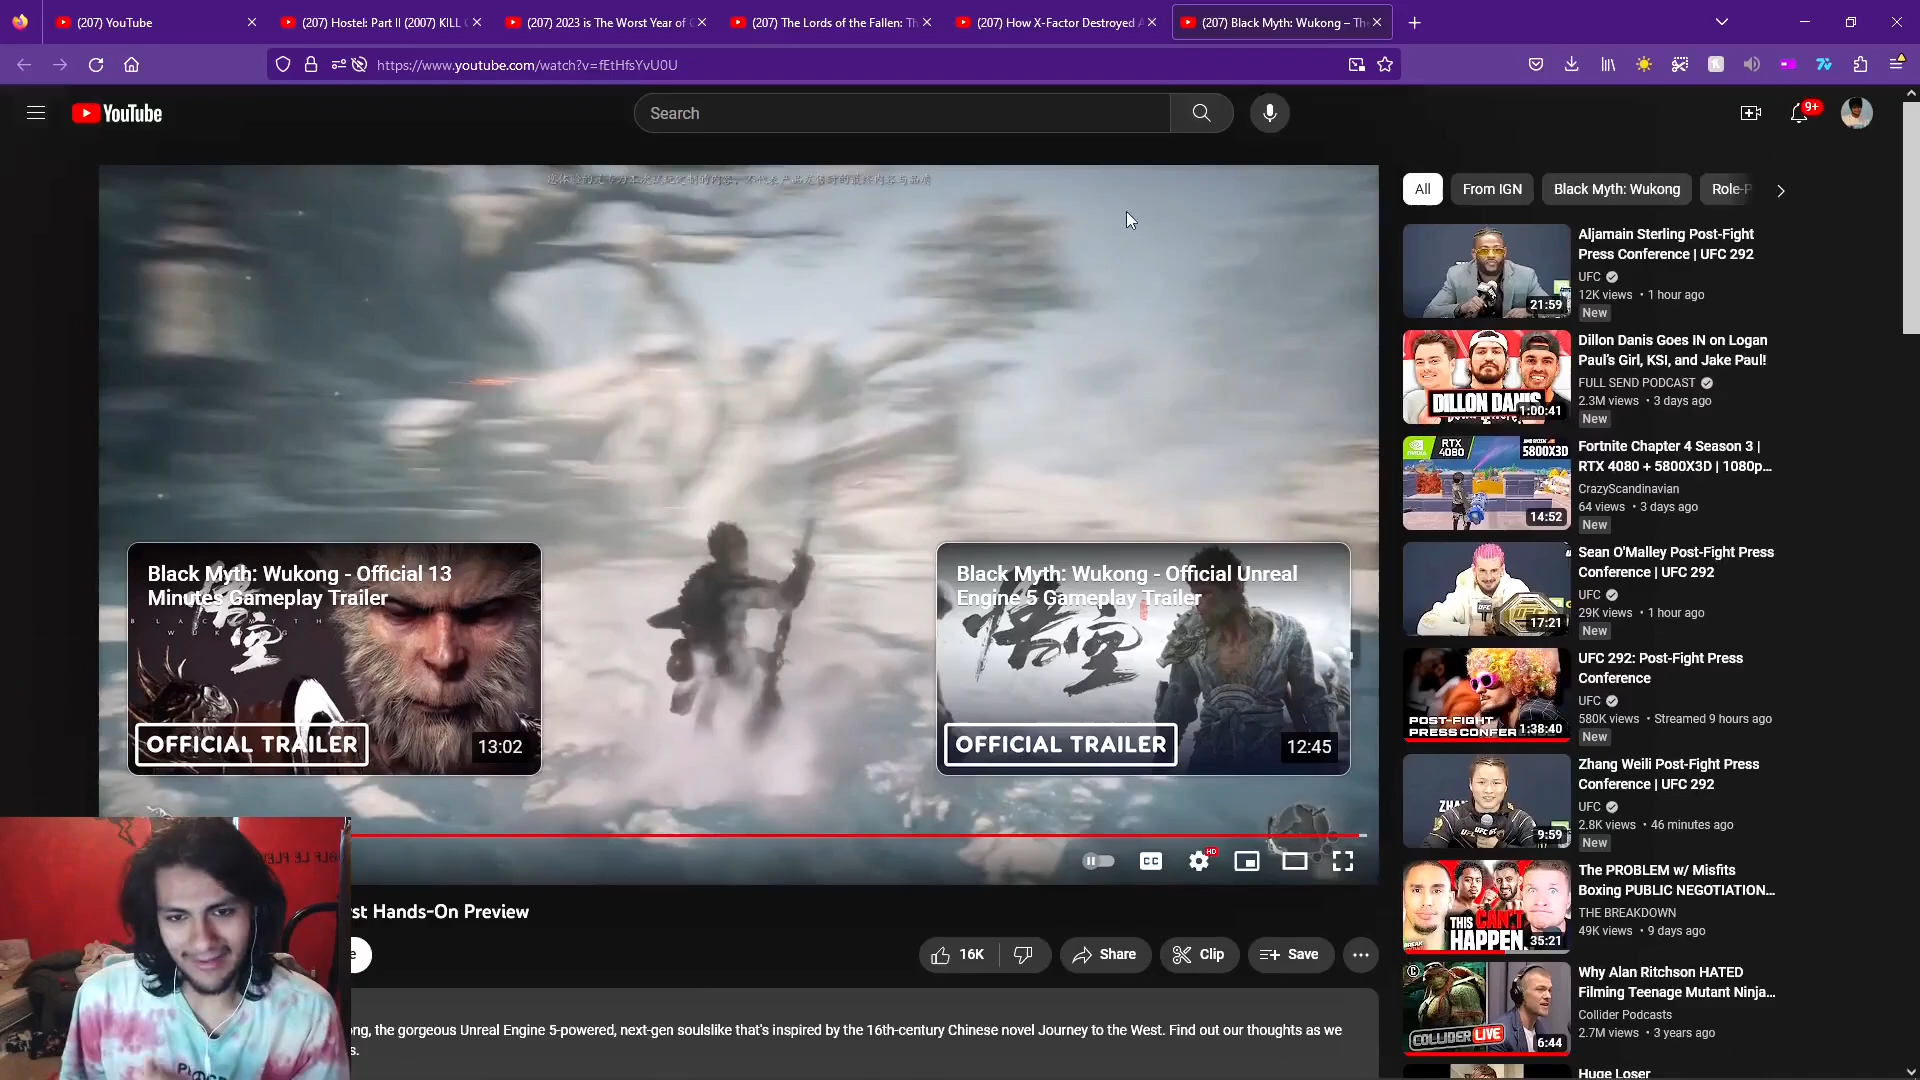 (207) YouTube
(207) Hostel: Part II (2007) KILL
(207) 2023 is The Worst Year of
(207) The Lords of the Fallen: Th
(207) How X-Factor Destroyed
(207) Black Myth: Wukong – The
https://www.youtube.com/watch?v=fEtHfsYvU0U
YouTube
Search
9+
Black Myth: Wukong - Official 13
Minutes Gameplay Trailer
悟空
OFFICIAL TRAILER
13:02
Black Myth: Wukong - Official Unreal
Engine 5 Gameplay Trailer
悟空
OFFICIAL TRAILER
12:45
CC
HD
st Hands-On Preview
16K
Share
Clip
Save
ng, the gorgeous Unreal Engine 5-powered, next-gen soulslike that's inspired by the 16th-century Chinese novel Journey to the West. Find out our thoughts as we
s.
All
From IGN
Black Myth: Wukong
Role-P
21:59
Aljamain Sterling Post-Fight
Press Conference | UFC 292
UFC
12K views • 1 hour ago
New
DILLON DANIS
1:00:41
Dillon Danis Goes IN on Logan
Paul's Girl, KSI, and Jake Paul!
FULL SEND PODCAST
2.3M views • 3 days ago
New
RTX
4080
5800X3D
14:52
Fortnite Chapter 4 Season 3 |
RTX 4080 + 5800X3D | 1080p...
CrazyScandinavian
64 views • 3 days ago
New
17:21
Sean O'Malley Post-Fight Press
Conference | UFC 292
UFC
29K views • 1 hour ago
New
POST-FIGHT
PRESS CONFER
1:38:40
UFC 292: Post-Fight Press
Conference
UFC
580K views • Streamed 9 hours ago
New
9:59
Zhang Weili Post-Fight Press
Conference | UFC 292
UFC
2.8K views • 46 minutes ago
New
THIS CAN'T
HAPPEN
35:21
The PROBLEM w/ Misfits
Boxing PUBLIC NEGOTIATION...
THE BREAKDOWN
49K views • 9 days ago
COLLIDER LIVE
6:44
Why Alan Ritchson HATED
Filming Teenage Mutant Ninja...
Collider Podcasts
2.7M views • 3 years ago
Huge Loser